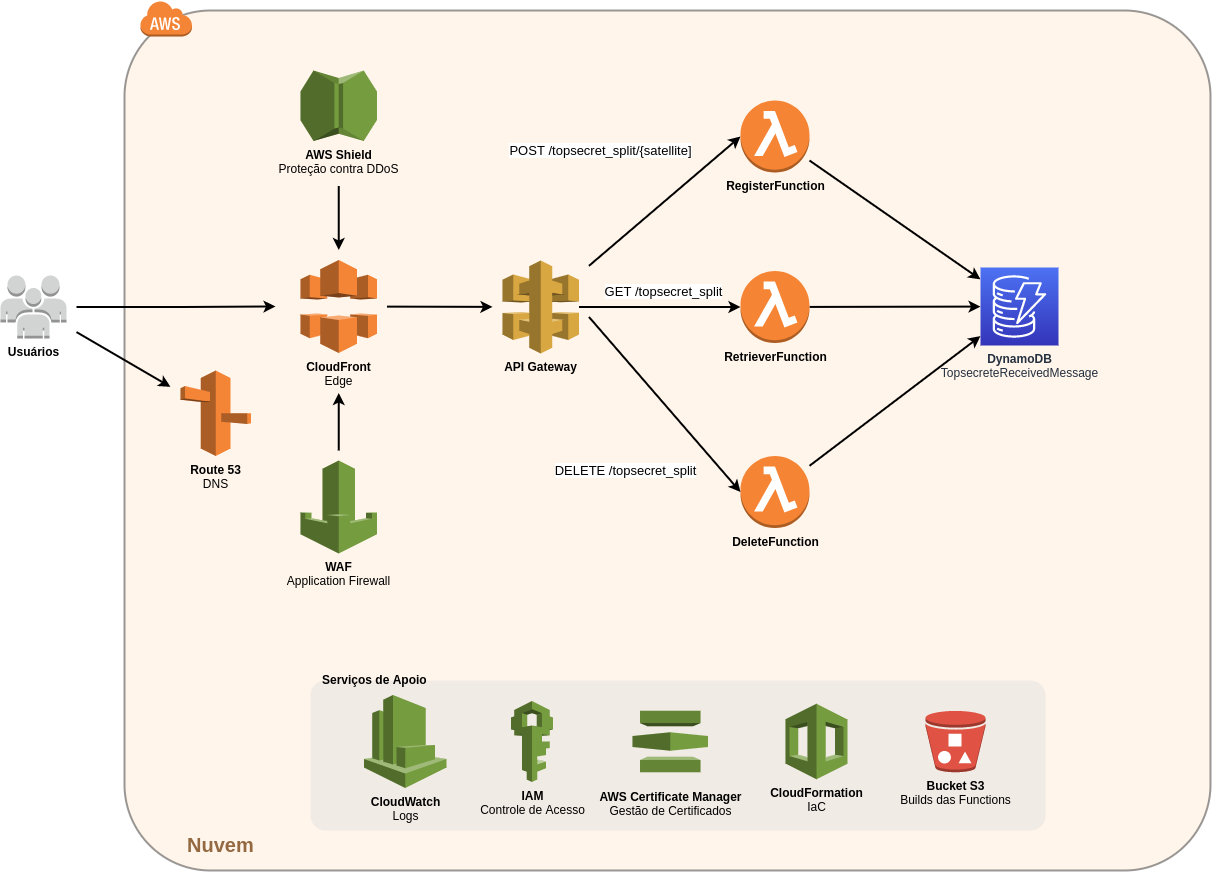 AWS
AWS Shield
Proteção contra DDoS
POST /topsecret_split/{satellite]
RegisterFunction
Usuários
CloudFront
Edge
API Gateway
GET /topsecret_split
RetrieverFunction
DynamoDB
TopsecreteReceivedMessage
Route 53
DNS
DELETE /topsecret_split
DeleteFunction
WAF
Application Firewall
Serviços de Apoio
CloudWatch
Logs
IAM
Controle de Acesso
AWS Certificate Manager
Gestão de Certificados
CloudFormation
IaC
Bucket S3
Builds das Functions
Nuvem